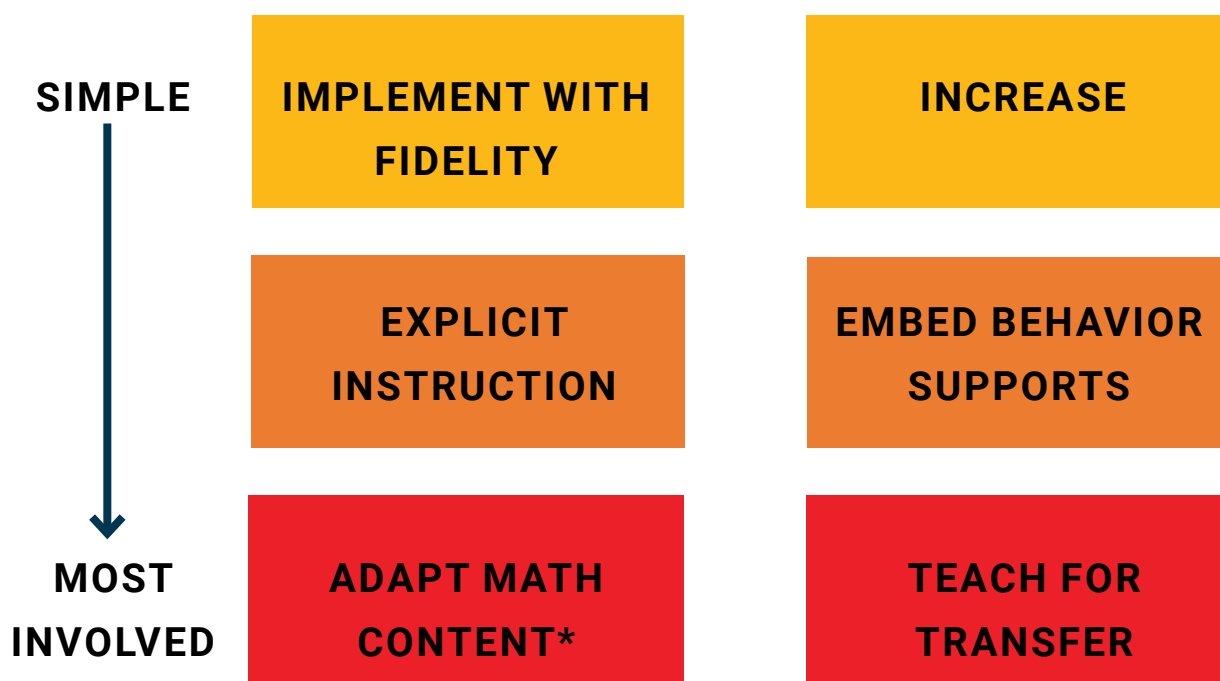 SIMPLE
IMPLEMENT WITH
FIDELITY
INCREASE
EXPLICIT
INSTRUCTION
EMBED BEHAVIOR
SUPPORTS
MOST
INVOLVED
ADAPT MATH
CONTENT*
TEACH FOR
TRANSFER